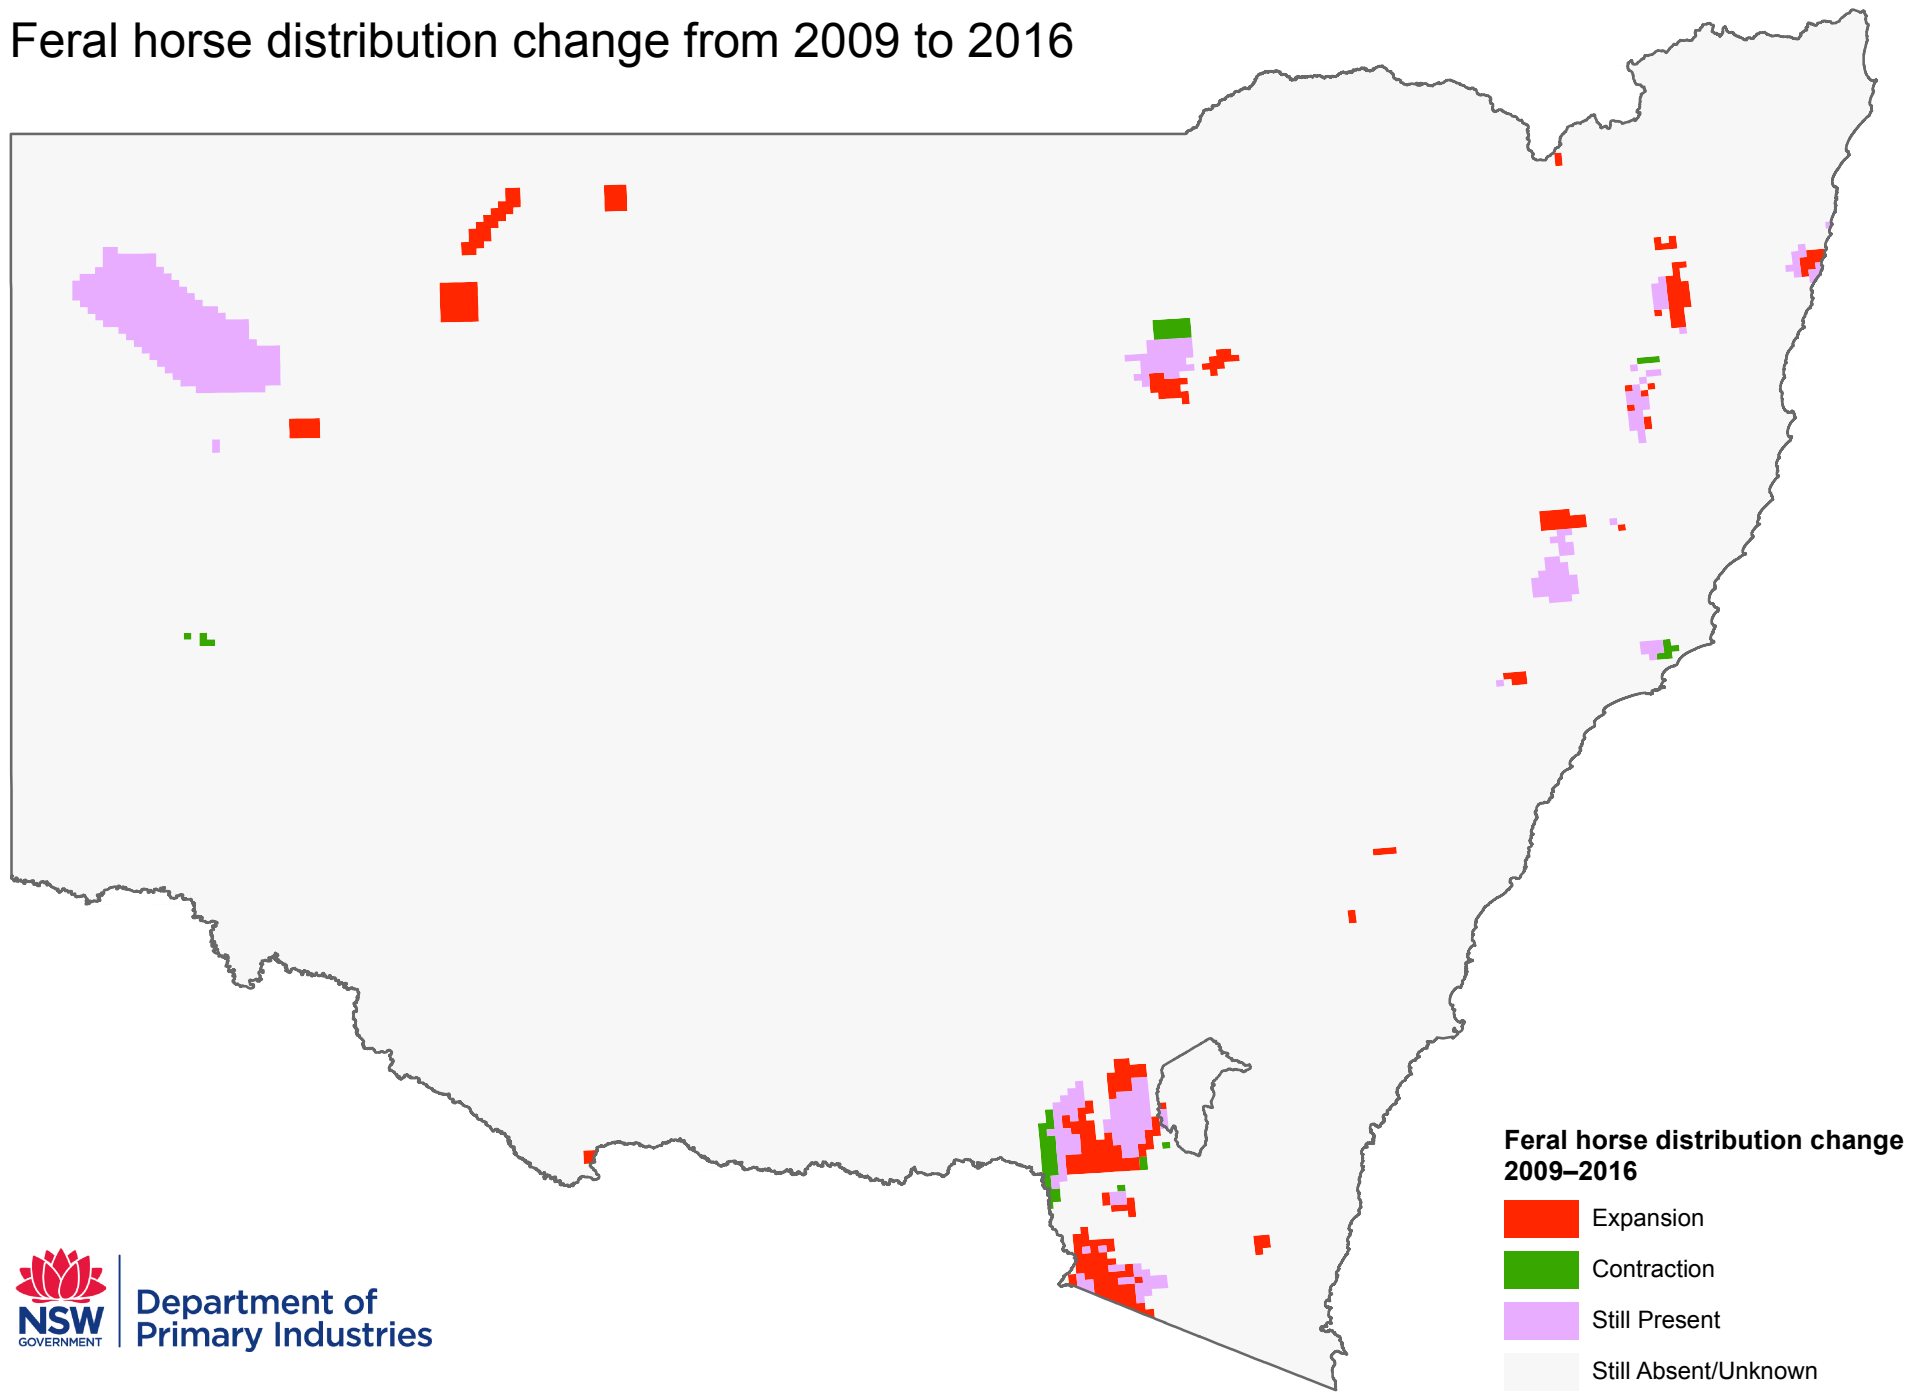 Feral horse distribution change from 2009 to 2016
Feral horse distribution change
2009–2016
Expansion
Contraction
Still Present
Still Absent/Unknown
NSW
GOVERNMENT
Department of
Primary Industries